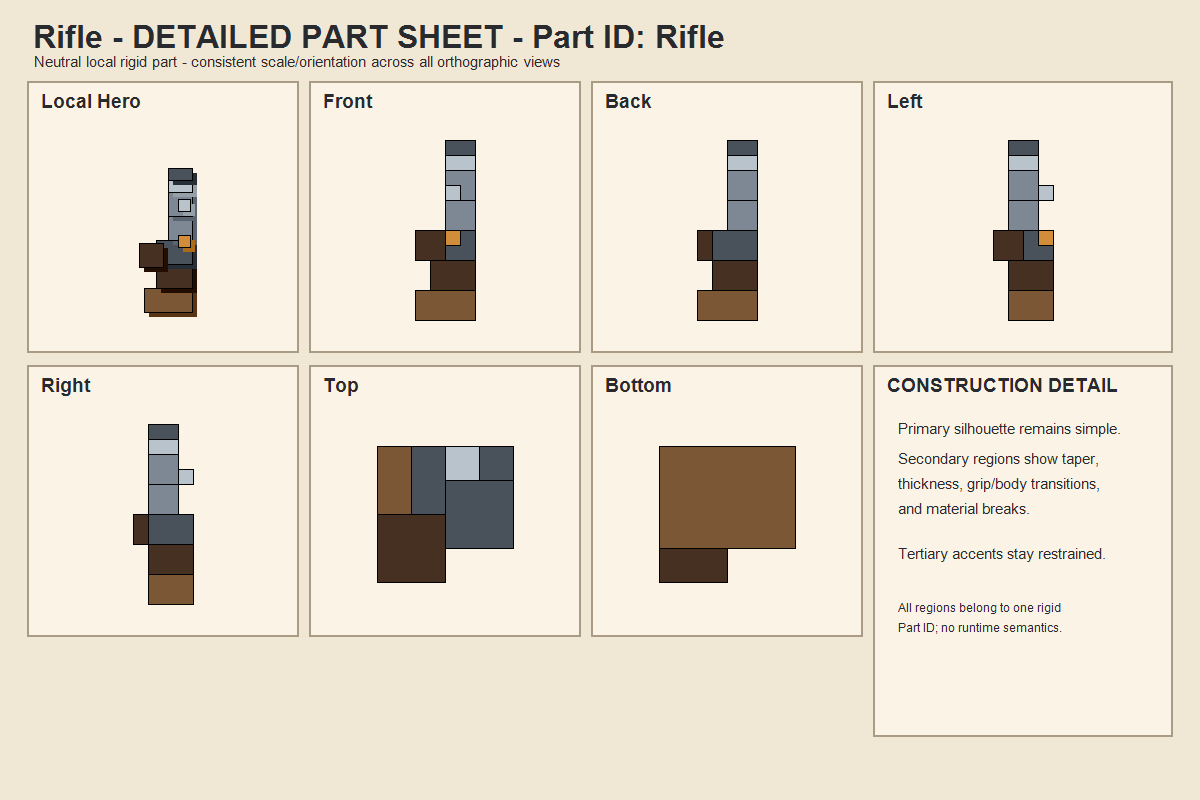 Rifle - DETAILED PART SHEET - Part ID: Rifle
Neutral local rigid part - consistent scale/orientation across all orthographic views
Local Hero
Front
Back
Left
Right
Top
Bottom
CONSTRUCTION DETAIL
Primary silhouette remains simple.
Secondary regions show taper,
thickness, grip/body transitions,
and material breaks.
Tertiary accents stay restrained.
All regions belong to one rigid
Part ID; no runtime semantics.